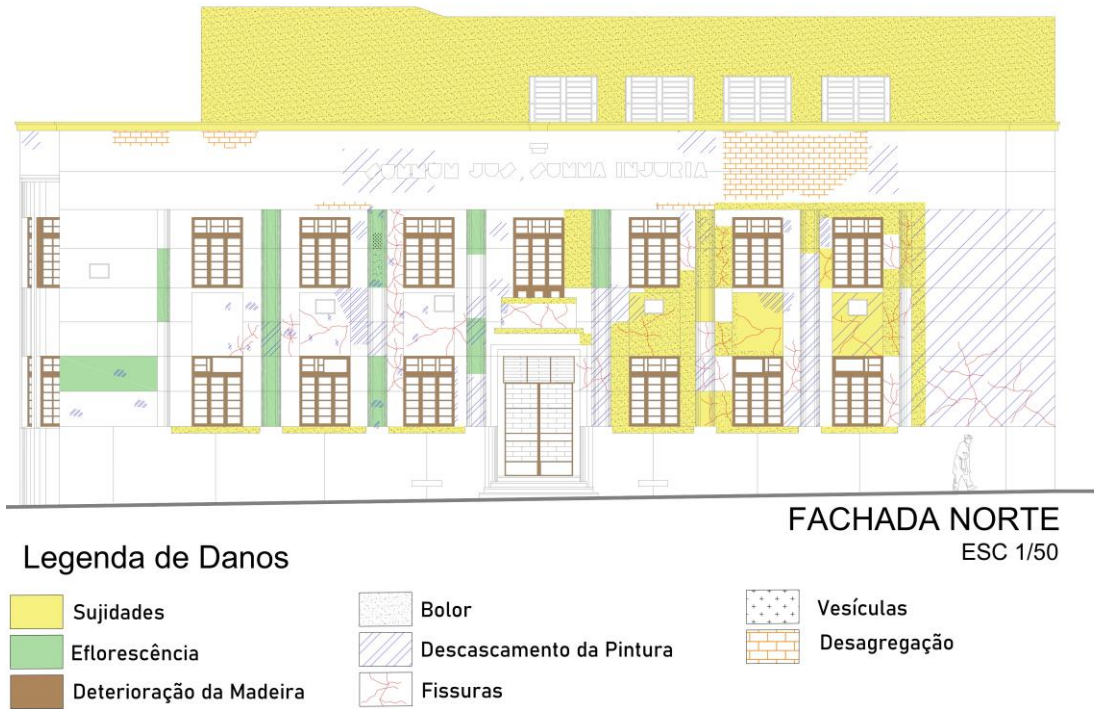 SUMMUM JUS, SUMMA INJURIA
FACHADA NORTE
ESC 1/50
Legenda de Danos
Sujidades
Eflorescência
Deterioração da Madeira
Bolor
Descascamento da Pintura
Fissuras
Vesículas
Desagregação